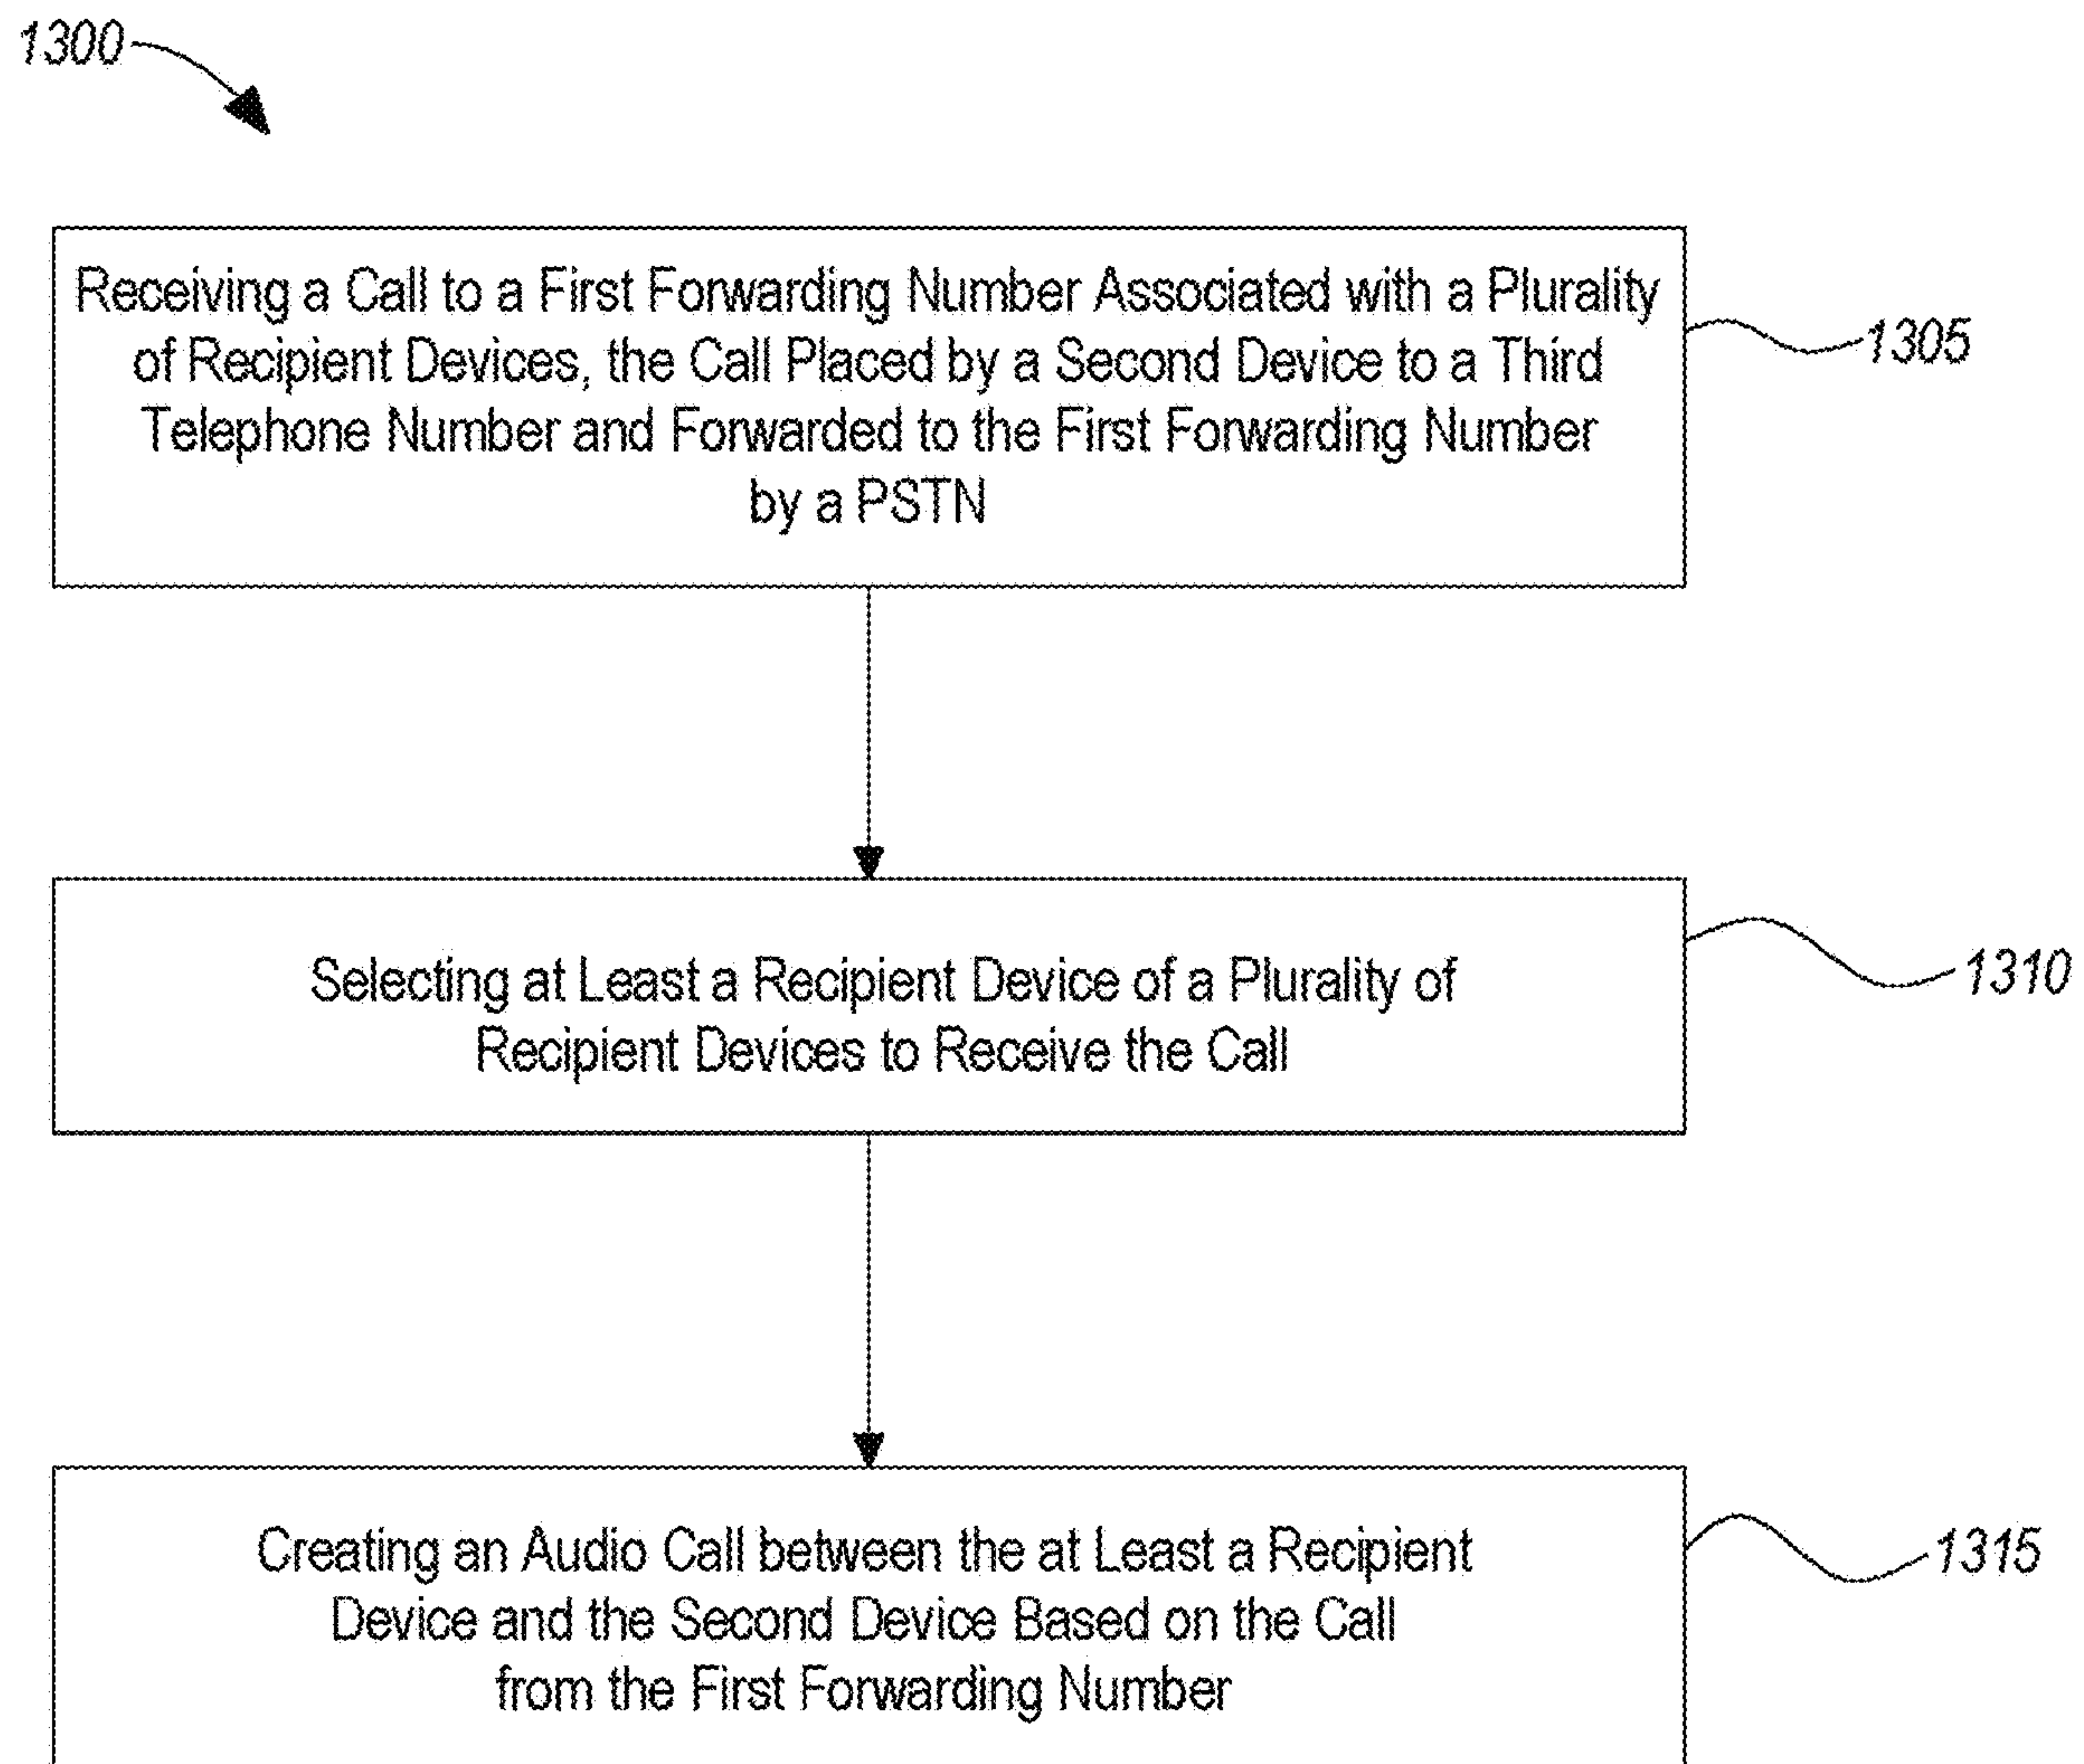 1300
Receiving a Call to a First Forwarding Number Associated with a Plurality
of Recipient Devices, the Call Placed by a Second Device to a Third
Telephone Number and Forwarded to the First Forwarding Number
by a PSTN
1305
Selecting at Least a Recipient Device of a Plurality of
Recipient Devices to Receive the Call
1310
Creating an Audio Call between the at Least a Recipient
Device and the Second Device Based on the Call
from the First Forwarding Number
1315